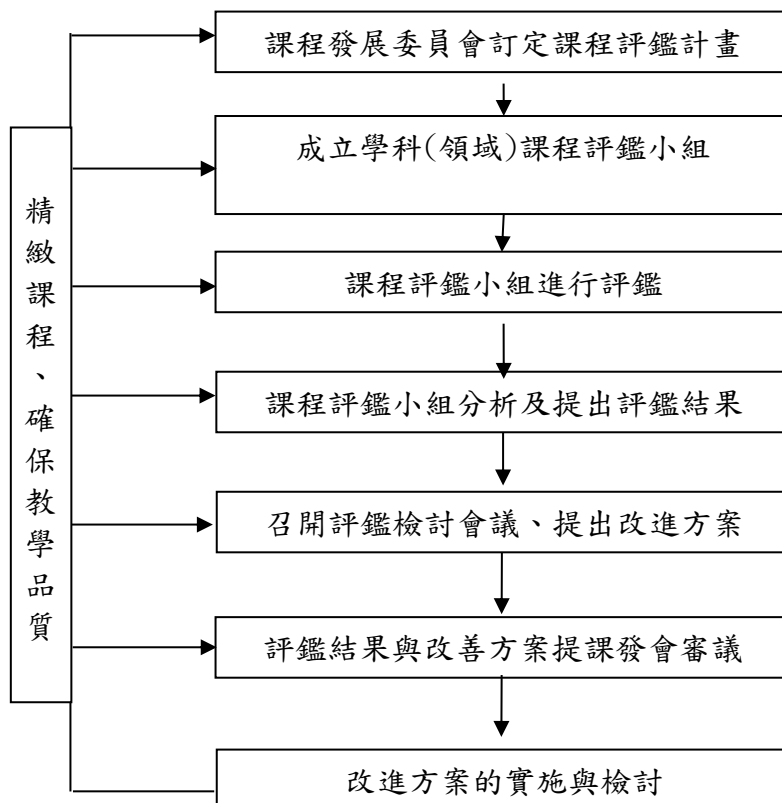 課程發展委員會訂定課程評鑑計畫
成立學科(領域)課程評鑑小組
精緻課程、確保教學品質
課程評鑑小組進行評鑑
課程評鑑小組分析及提出評鑑結果
召開評鑑檢討會議、提出改進方案
評鑑結果與改善方案提課發會審議
改進方案的實施與檢討